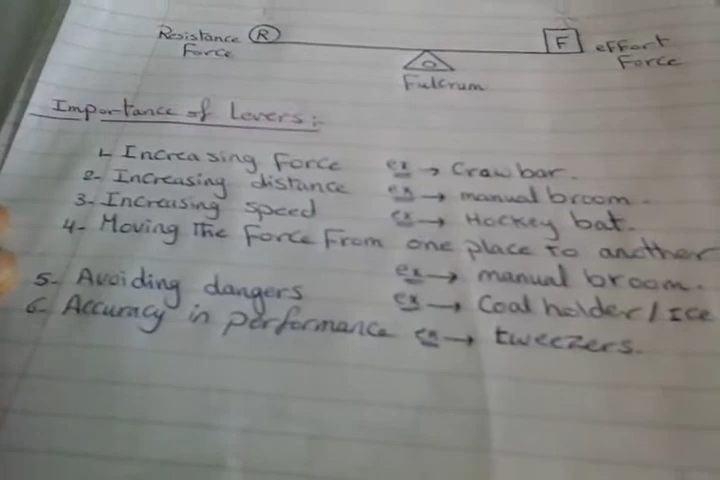 Resistance Force R F effort Force
Fulcrum
Importance of Levers:-
1- Increasing Force ex → Crowbar.
2- Increasing distance ex → manual broom.
3- Increasing speed ex → Hockey bat.
4- Moving The Force From one place to another
ex → manual broom.
5- Avoiding dangers ex → Coal holder / Ice
6- Accuracy in performance ex → tweezers.